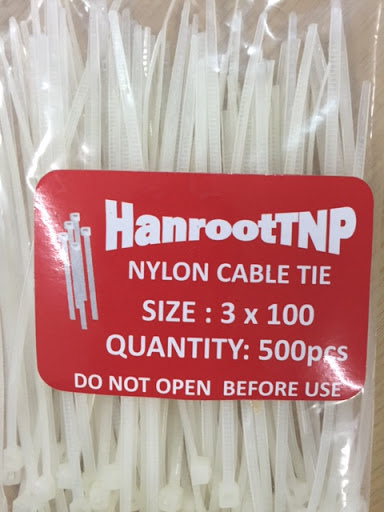 HanrootTNP
NYLON CABLE TIE
SIZE : 3 x 100
QUANTITY: 500pcs
DO NOT OPEN BEFORE USE